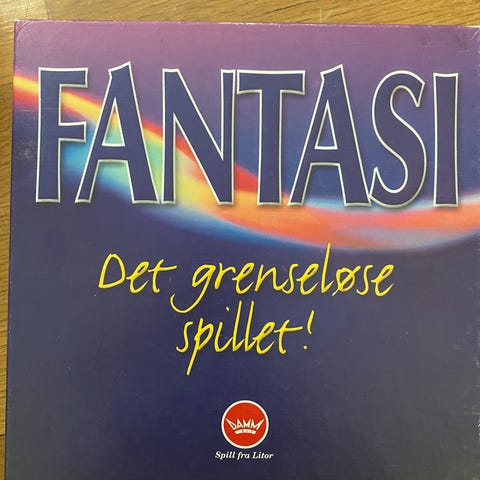 FANTASI
Det grenseløse
spillet!
DAMM
Spill fra Litor